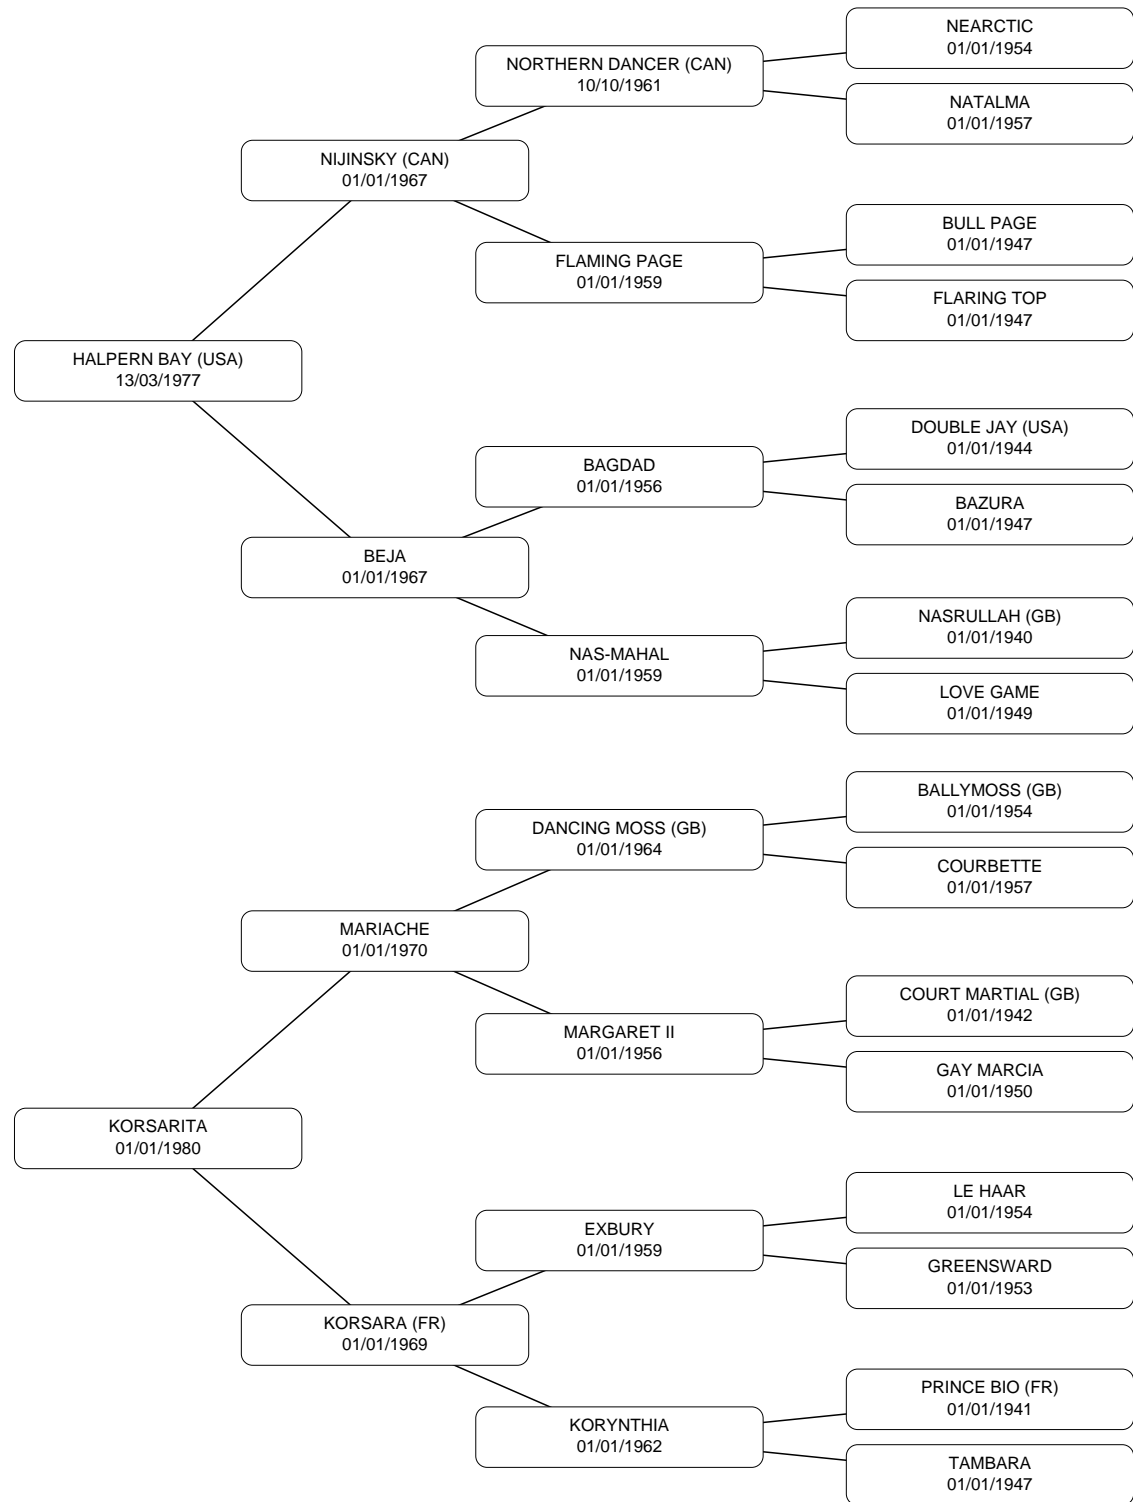 NEARCTIC
01/01/1954
NORTHERN DANCER (CAN)
10/10/1961
NATALMA
01/01/1957
NIJINSKY (CAN)
01/01/1967
BULL PAGE
01/01/1947
FLAMING PAGE
01/01/1959
FLARING TOP
01/01/1947
HALPERN BAY (USA)
13/03/1977
DOUBLE JAY (USA)
01/01/1944
BAGDAD
01/01/1956
BAZURA
01/01/1947
BEJA
01/01/1967
NASRULLAH (GB)
01/01/1940
NAS-MAHAL
01/01/1959
LOVE GAME
01/01/1949
BALLYMOSS (GB)
01/01/1954
DANCING MOSS (GB)
01/01/1964
COURBETTE
01/01/1957
MARIACHE
01/01/1970
COURT MARTIAL (GB)
01/01/1942
MARGARET II
01/01/1956
GAY MARCIA
01/01/1950
KORSARITA
01/01/1980
LE HAAR
01/01/1954
EXBURY
01/01/1959
GREENSWARD
01/01/1953
KORSARA (FR)
01/01/1969
PRINCE BIO (FR)
01/01/1941
KORYNTHIA
01/01/1962
TAMBARA
01/01/1947